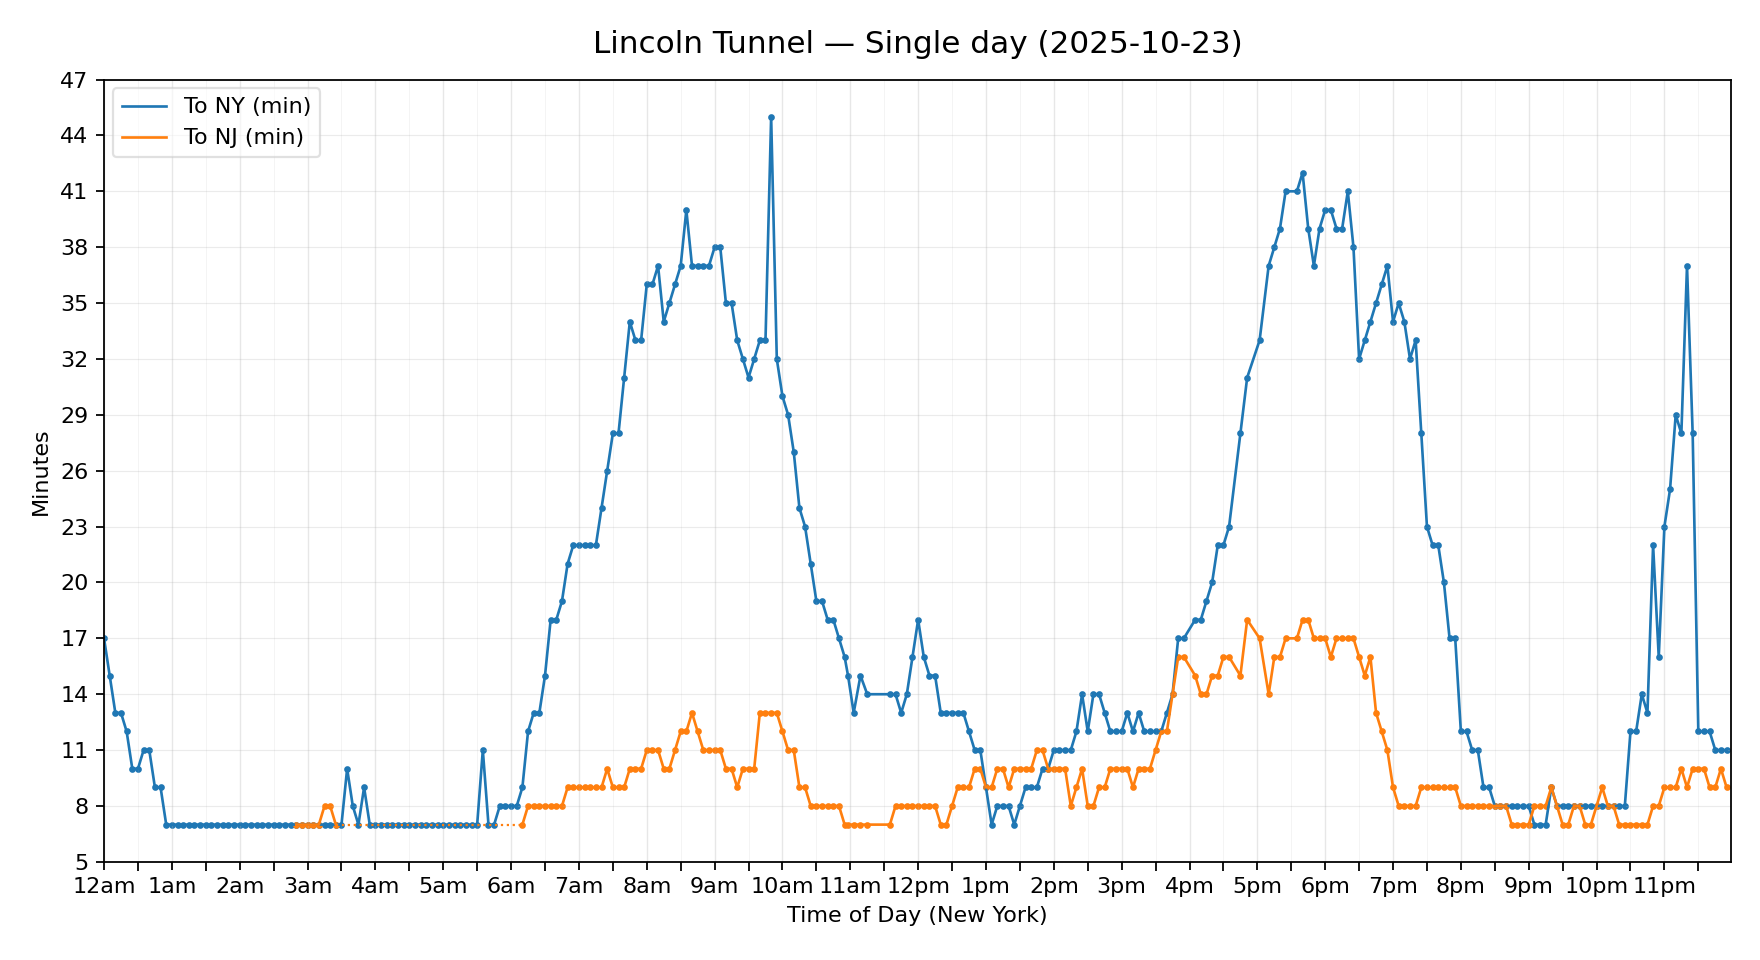 Lincoln Tunnel — Single day (2025-10-23)
To NY (min)
To NJ (min)
Minutes
47
44
41
38
35
32
29
26
23
20
17
14
11
8
5
12am 1am 2am 3am 4am 5am 6am 7am 8am 9am 10am 11am 12pm 1pm 2pm 3pm 4pm 5pm 6pm 7pm 8pm 9pm 10pm 11pm
Time of Day (New York)